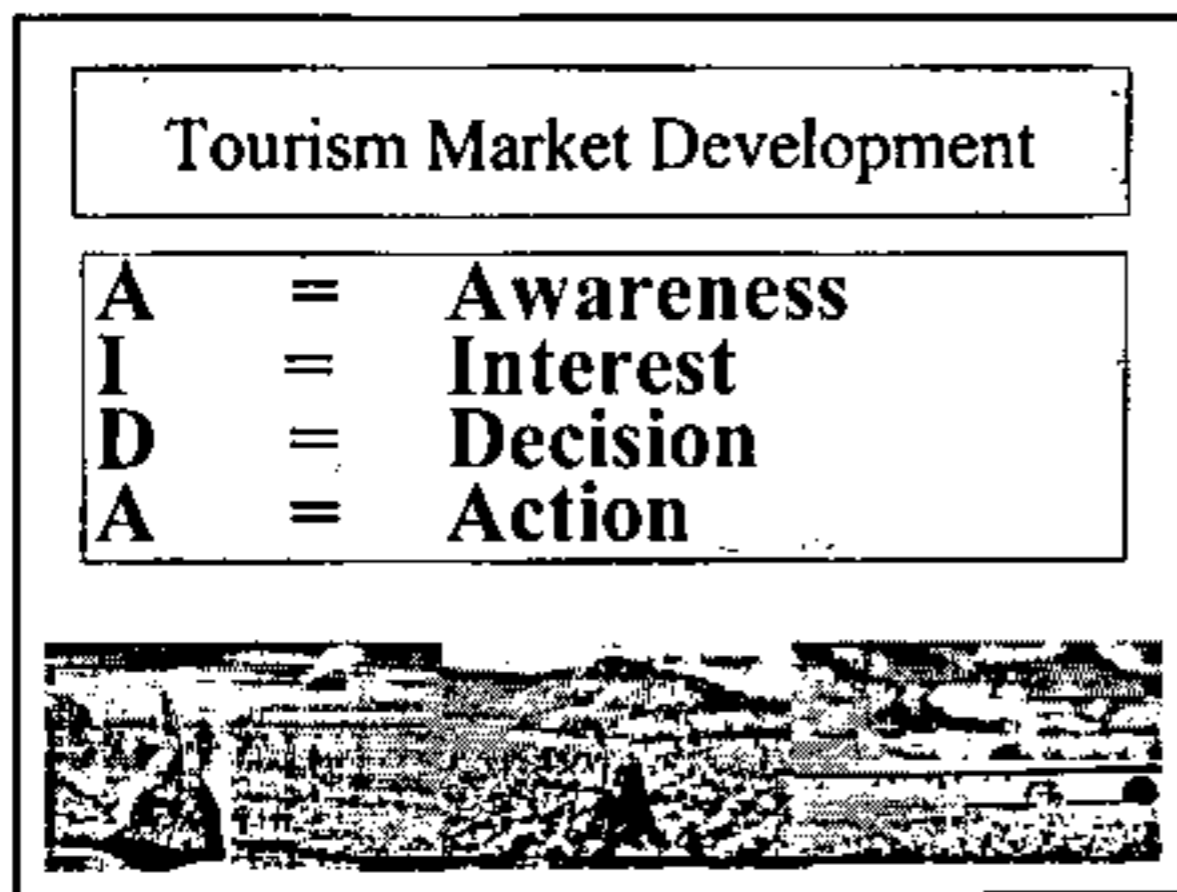 Tourism Market Development
A = Awareness
I = Interest
D = Decision
A = Action